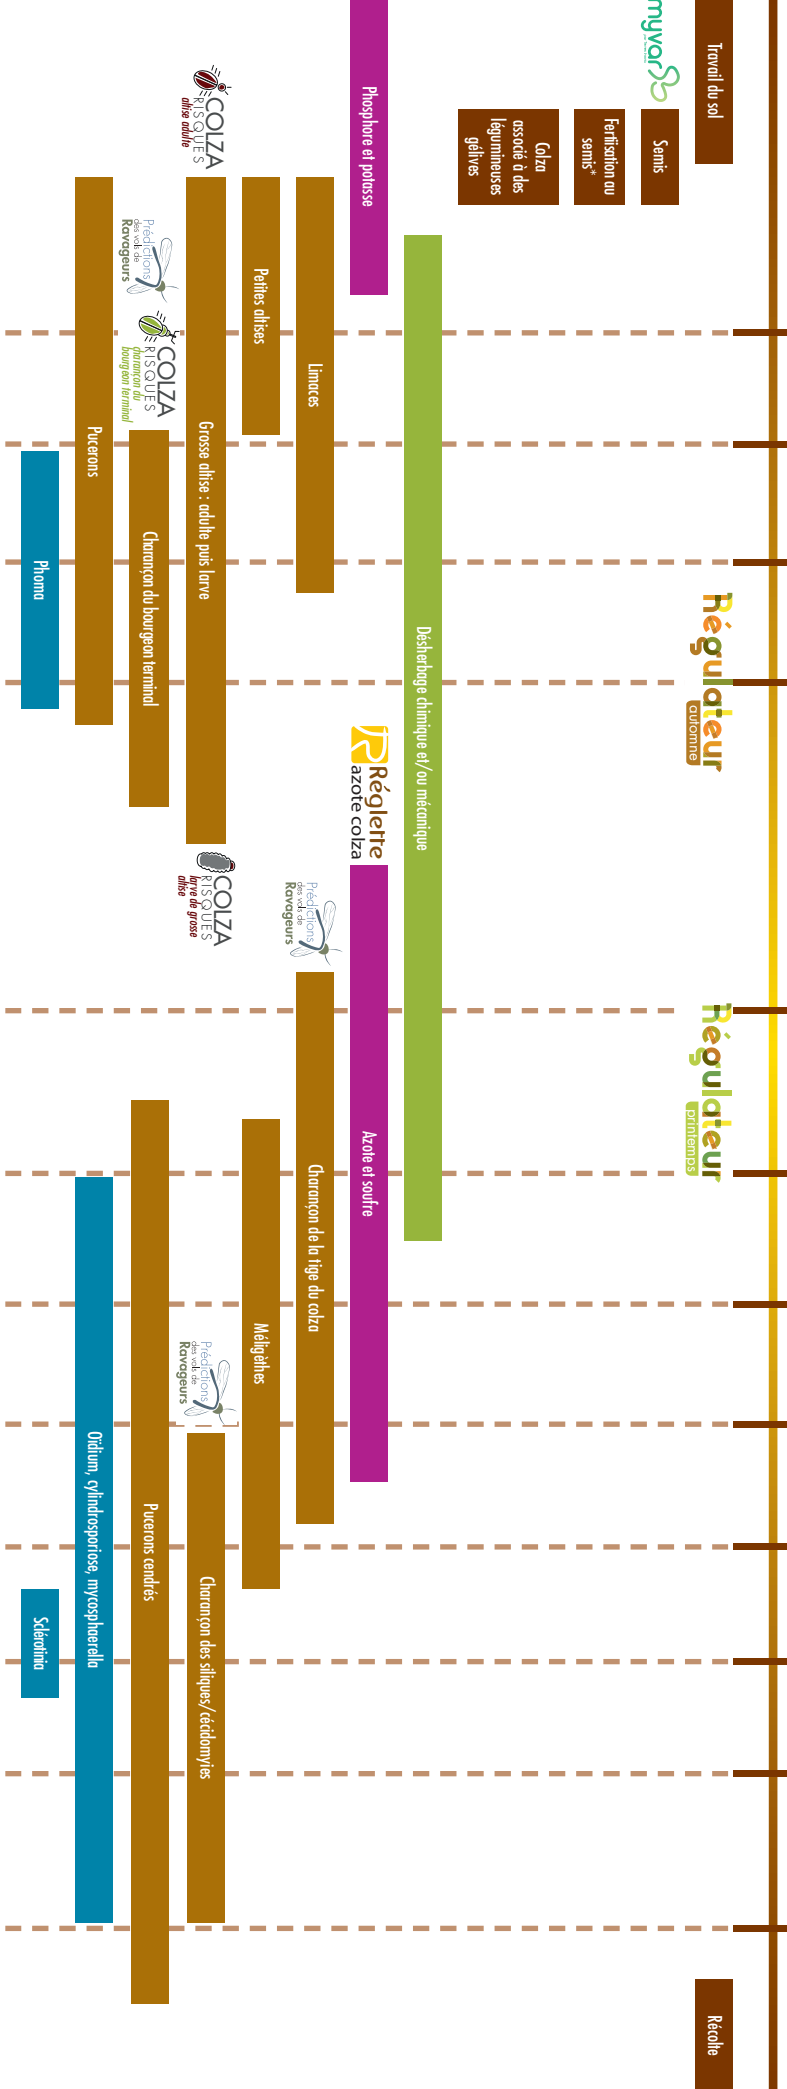 Travail du sol
myvar
Semis
Fertilisation au
semis*
Colza
associé à des
légumineuses
gélives
Régulateur
automne
Régulateur
printemps
Récolte
Désherbage chimique et/ou mécanique
Phosphore et potasse
Réglette
azote colza
Azote et soufre
Limaces
Prédictions
des vols de
Ravageurs
Charançon de la tige du colza
Petites altises
Méligèthes
COLZA
RISQUES
altise adulte
Grosse altise : adulte puis larve
COLZA
RISQUES
larve de grosse
altise
Prédictions
des vols de
Ravageurs
Charançon des siliques/cécidomyies
Prédictions
des vols de
Ravageurs
COLZA
RISQUES
charançon du
bourgeon terminal
Charançon du bourgeon terminal
Pucerons cendrés
Pucerons
Oïdium, cylindrosporiose, mycosphaerella
Phoma
Sclérotinia